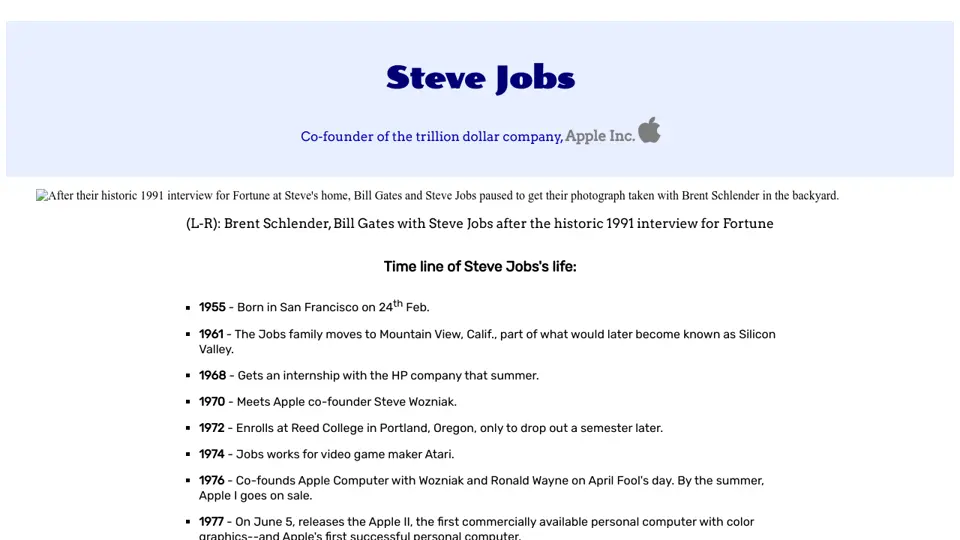 Steve Jobs
Co-founder of the trillion dollar company, Apple Inc.
After their historic 1991 interview for Fortune at Steve's home, Bill Gates and Steve Jobs paused to get their photograph taken with Brent Schlender in the backyard.
(L-R): Brent Schlender, Bill Gates with Steve Jobs after the historic 1991 interview for Fortune
Time line of Steve Jobs's life:
1955 - Born in San Francisco on 24th Feb.
1961 - The Jobs family moves to Mountain View, Calif., part of what would later become known as Silicon
Valley.
1968 - Gets an internship with the HP company that summer.
1970 - Meets Apple co-founder Steve Wozniak.
1972 - Enrolls at Reed College in Portland, Oregon, only to drop out a semester later.
1974 - Jobs works for video game maker Atari.
1976 - Co-founds Apple Computer with Wozniak and Ronald Wayne on April Fool's day. By the summer,
Apple I goes on sale.
1977 - On June 5, releases the Apple II, the first commercially available personal computer with color
graphics--and Apple's first successful personal computer.